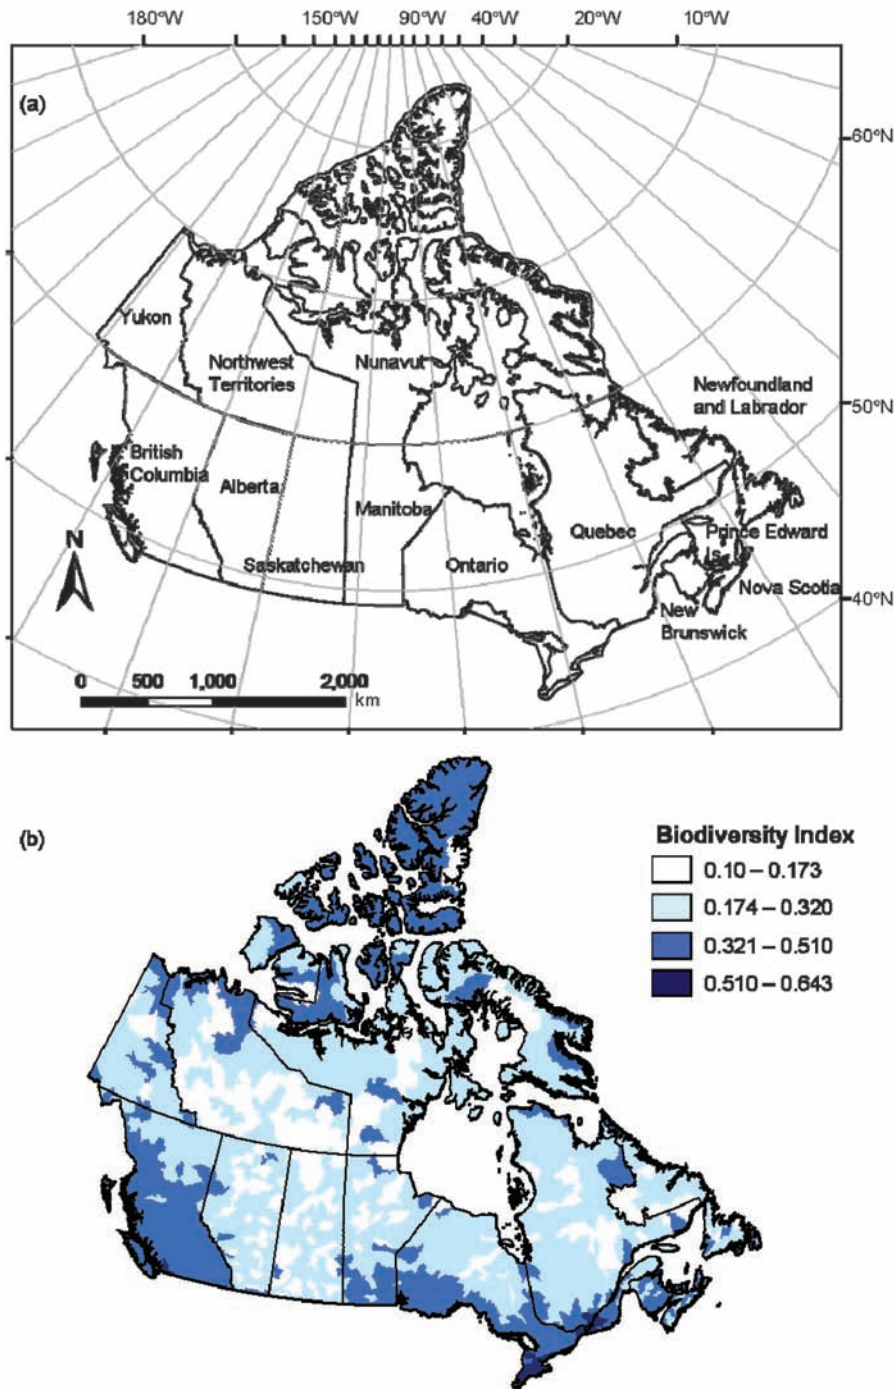 180°W 150°W 90°W 40°W 20°W 10°W
(a)
60°N
Yukon
Northwest
Territories
Nunavut
Newfoundland
and Labrador
50°N
British
Columbia
Alberta
Manitoba
Quebec
Prince Edward
Is.
N
Saskatchewan
Ontario
Nova Scotia
40°N
New
Brunswick
0 500 1,000 2,000
km
(b)
Biodiversity Index
0.10 – 0.173
0.174 – 0.320
0.321 – 0.510
0.510 – 0.643